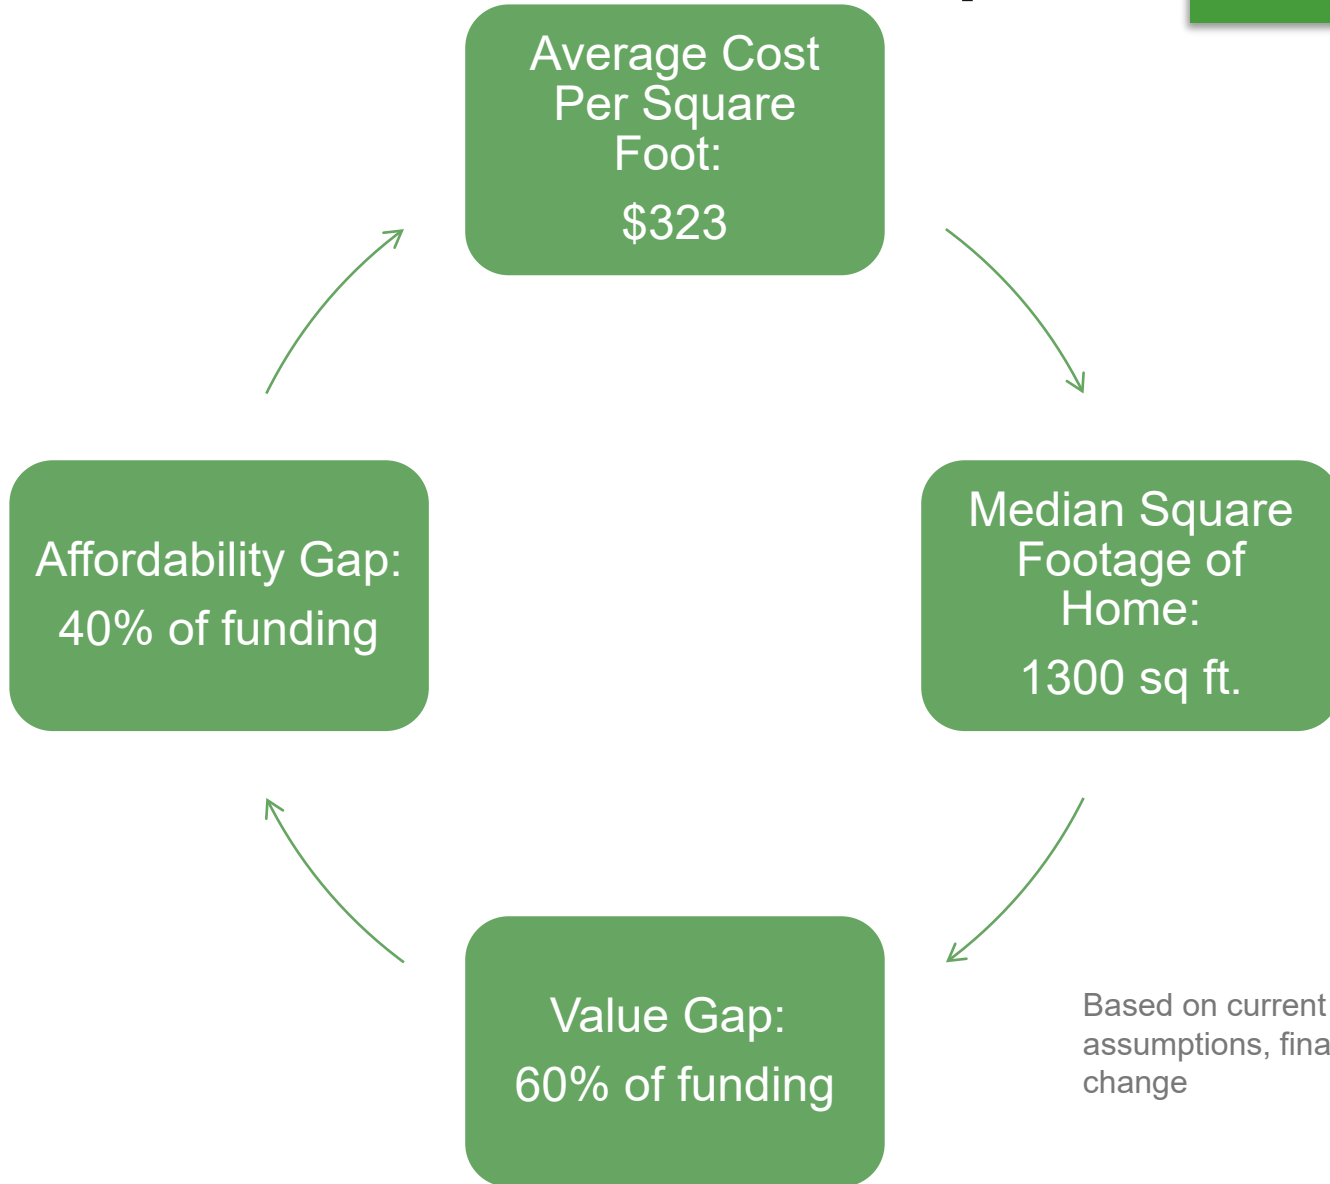 Average Cost
Per Square
Foot:
$323
Median Square
Footage of
Home:
1300 sq ft.
Affordability Gap:
40% of funding
Value Gap:
60% of funding
Based on current
assumptions,
change